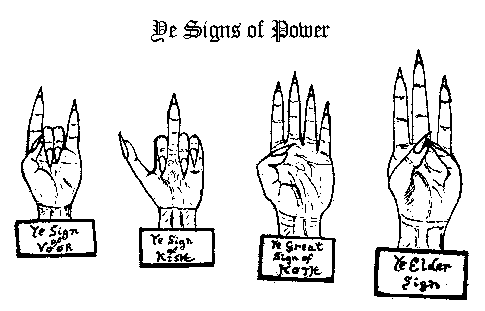 Ye Signs of Power
Ye Sign
of
VOOR
Ye Sign
of
KISH
Ye Great
Sign of
KOTH
Ye Elder
Sign